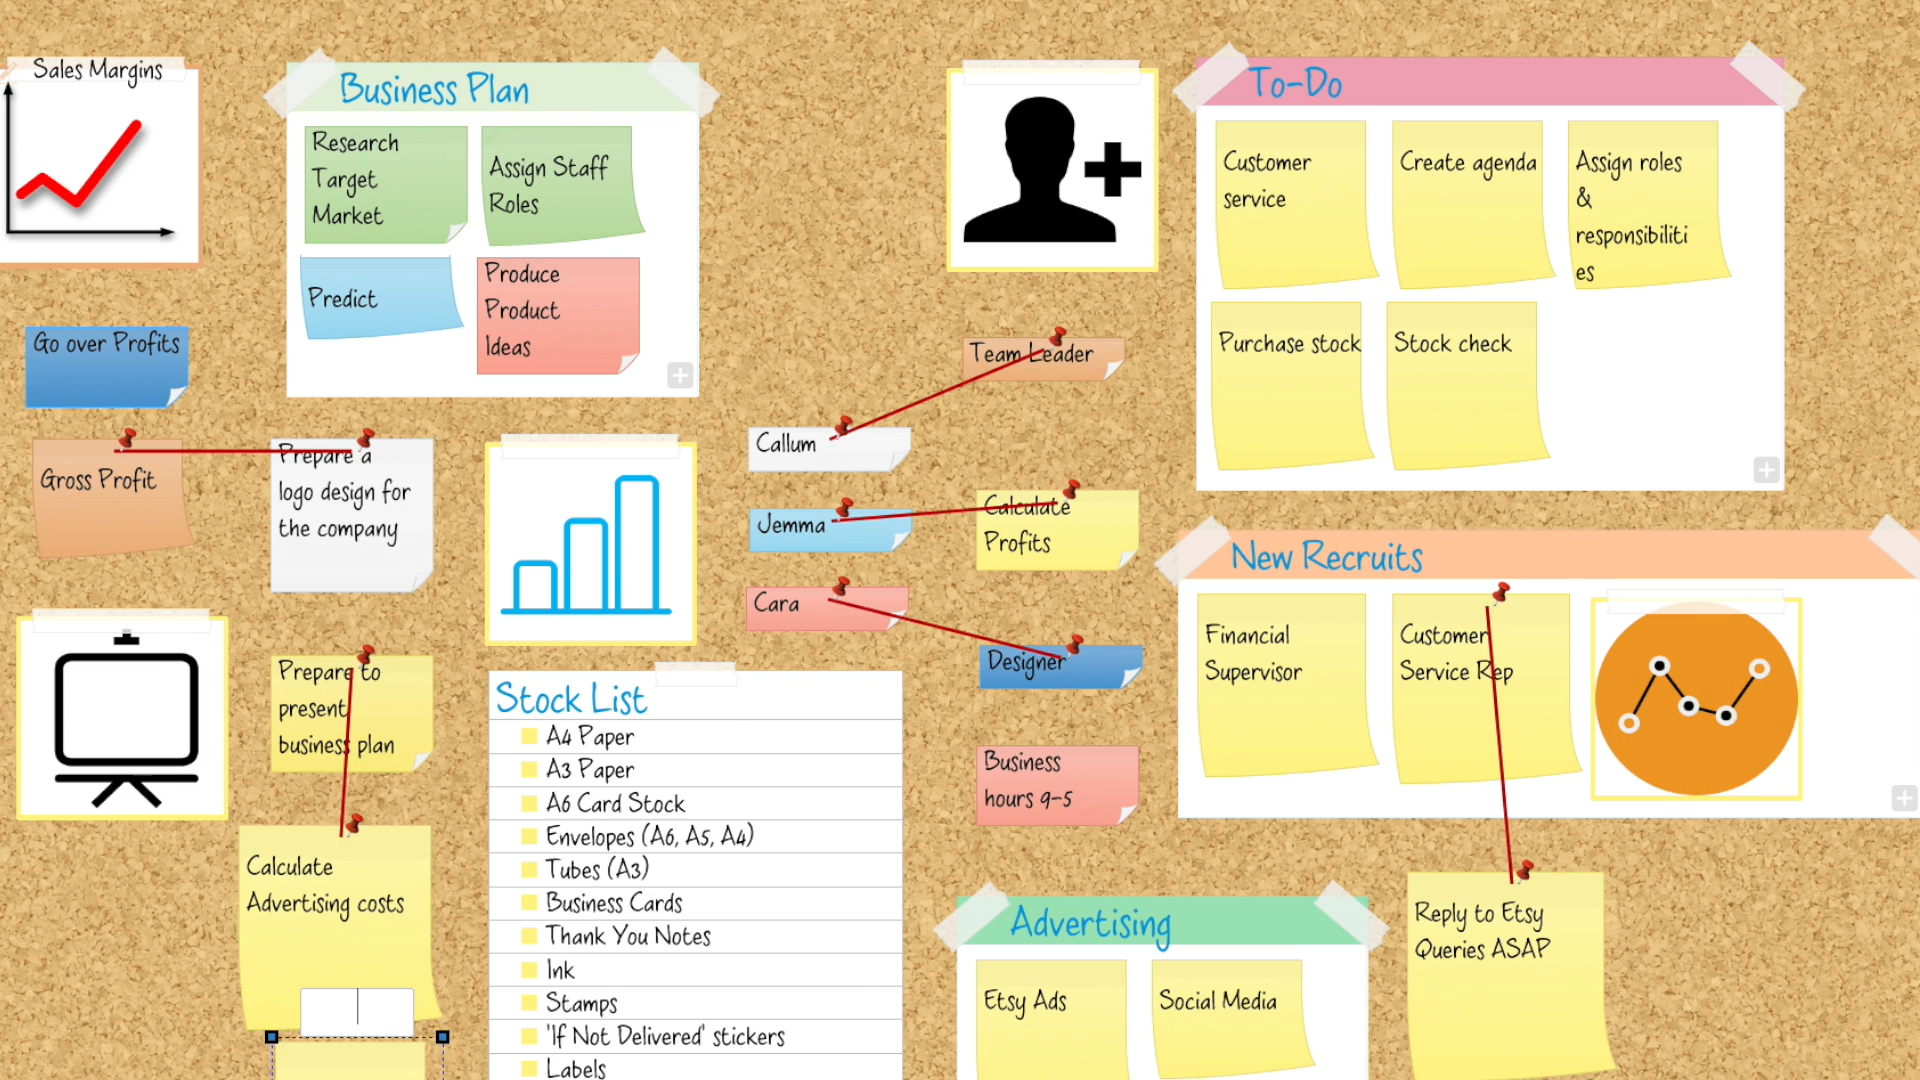 Sales Margins
Business Plan
Research
Target
Market
Assign Staff
Roles
Predict
Produce
Product
Ideas
To-Do
Customer
service
Create agenda
Assign roles
&
responsibiliti
es
Purchase stock
Stock check
Go over Profits
Gross Profit
Prepare a
logo design for
the company
Team Leader
Callum
Jemma
Calculate
Profits
Cara
Designer
New Recruits
Financial
Supervisor
Customer
Service Rep
Prepare to
present
business plan
Calculate
Advertising costs
Stock List
A4 Paper
A3 Paper
A6 Card Stock
Envelopes (A6, A5, A4)
Tubes (A3)
Business Cards
Thank You Notes
Ink
Stamps
'If Not Delivered' stickers
Labels
Business
hours 9-5
Advertising
Etsy Ads
Social Media
Reply to Etsy
Queries ASAP